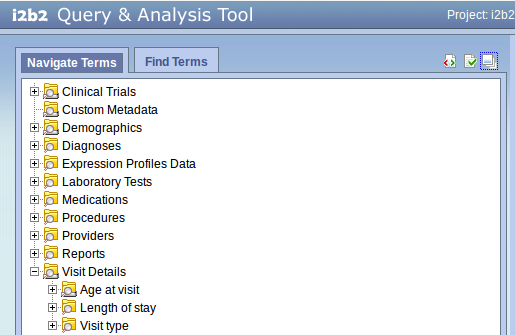 i2b2 Query & Analysis Tool Project: i2b2
Navigate Terms Find Terms
Clinical Trials
Custom Metadata
Demographics
Diagnoses
Expression Profiles Data
Laboratory Tests
Medications
Procedures
Providers
Reports
Visit Details
Age at visit
Length of stay
Visit type